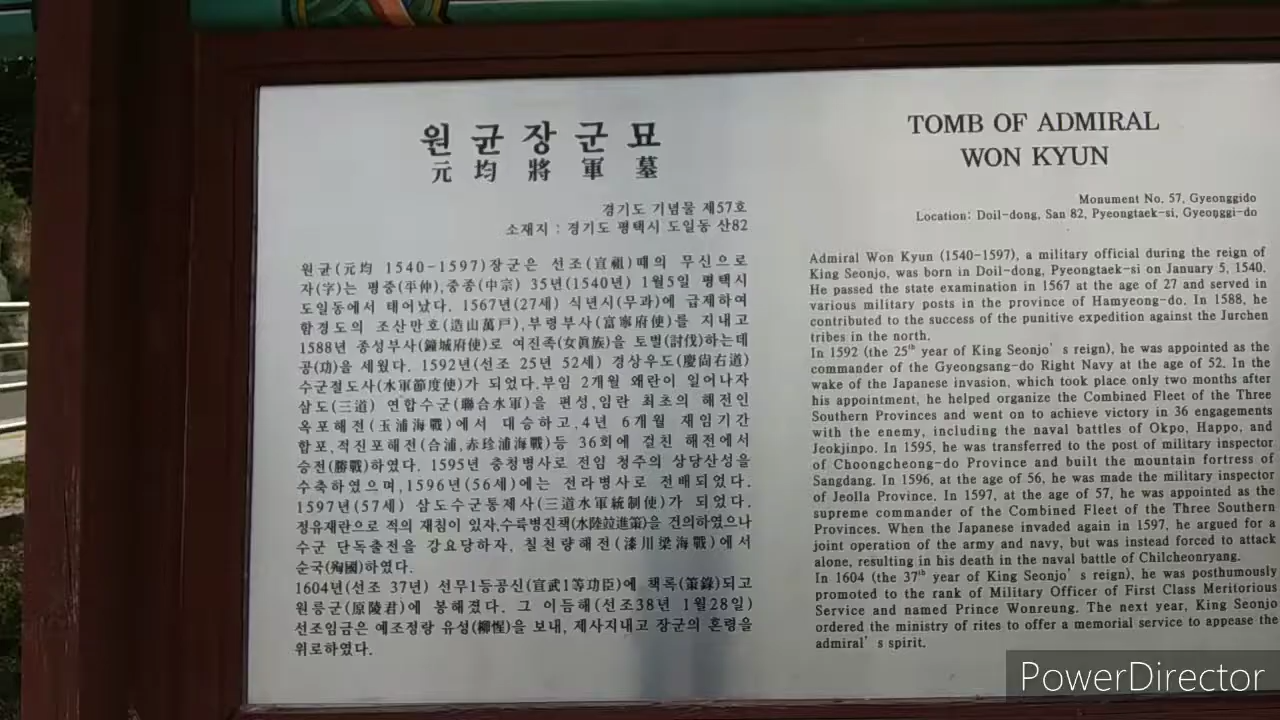 원균장군묘
元均將軍墓
경기도 기념물 제57호
소재지 : 경기도 평택시 도일동 산82
원균(元均 1540-1597)장군은 선조(宣祖)때의 무신으로
자(字)는 평중(平仲),중종(中宗) 35년(1540년) 1월5일 평택시
도일동에서 태어났다. 1567년(27세) 식년시(무과)에 급제하여
함경도의 조산만호(造山萬戶),부령부사(富寧府使)를 지내고
1588년 종성부사(鐘城府使)로 여진족(女眞族)을 토벌(討伐)하는데
공(功)을 세웠다. 1592년(선조 25년 52세) 경상우도(慶尙右道)
수군절도사(水軍節度使)가 되었다.부임 2개월 왜란이 일어나자
삼도(三道) 연합수군(聯合水軍)을 편성,임란 최초의 해전인
옥포해전(玉浦海戰)에서 대승하고,4년 6개월 재임기간
합포,적진포해전(合浦,赤珍浦海戰)등 36회에 걸친 해전에서
승전(勝戰)하였다. 1595년 충청병사로 전임 청주의 상당산성을
수축하였으며,1596년(56세)에는 전라병사로 전배되었다.
1597년(57세) 삼도수군통제사(三道水軍統制使)가 되었다.
정유재란으로 적의 재침이 있자,수륙병진책(水陸竝進策)을 건의하였으나
수군 단독출전을 강요당하자, 칠천량해전(漆川梁海戰)에서
순국(殉國)하였다.
1604년(선조 37년) 선무1등공신(宣武1等功臣)에 책록(策錄)되고
원릉군(原陵君)에 봉해졌다. 그 이듬해(선조38년 1월28일)
선조임금은 예조정랑 유성(柳惺)을 보내, 제사지내고 장군의 혼령을
위로하였다.
TOMB OF ADMIRAL
WON KYUN
Monument No. 57, Gyeonggido
Location: Doil-dong, San 82, Pyeongtaek-si, Gyeonggi-do
Admiral Won Kyun (1540-1597), a military official during the reign of
King Seonjo, was born in Doil-dong, Pyeongtaek-si on January 5, 1540.
He passed the state examination in 1567 at the age of 27 and served in
various military posts in the province of Hamyeong-do. In 1588, he
contributed to the success of the punitive expedition against the Jurchen
tribes in the north.
In 1592 (the 25th year of King Seonjo's reign), he was appointed as the
commander of the Gyeongsang-do Right Navy at the age of 52. In the
wake of the Japanese invasion, which took place only two months after
his appointment, he helped organize the Combined Fleet of the Three
Southern Provinces and went on to achieve victory in 36 engagements
with the enemy, including the naval battles of Okpo, Happo, and
Jeokjinpo. In 1595, he was transferred to the post of military inspector
of Choongcheong-do Province and built the mountain fortress of
Sangdang. In 1596, at the age of 56, he was made the military inspector
of Jeolla Province. In 1597, at the age of 57, he was appointed as the
supreme commander of the Combined Fleet of the Three Southern
Provinces. When the Japanese invaded again in 1597, he argued for a
joint operation of the army and navy, but was instead forced to attack
alone, resulting in his death in the naval battle of Chilcheonryang.
In 1604 (the 37th year of King Seonjo's reign), he was posthumously
promoted to the rank of Military Officer of First Class Meritorious
Service and named Prince Wonreung. The next year, King Seonjo
ordered the ministry of rites to offer a memorial service to appease the
admiral's spirit.
PowerDirector